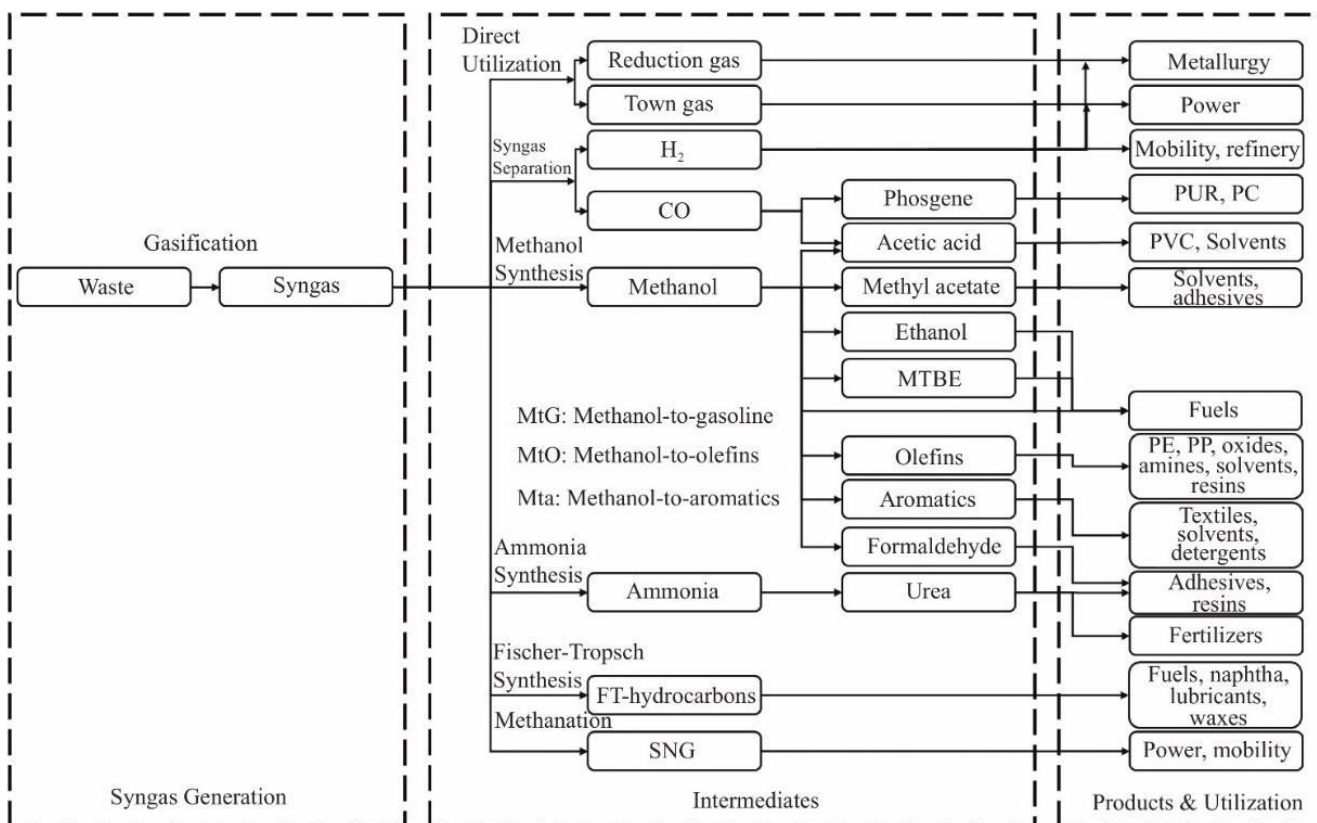 Direct
Utilization
Reduction gas
Metallurgy
Town gas
Power
Syngas
Separation
H₂
Mobility, refinery
CO
Phosgene
PUR, PC
Acetic acid
PVC, Solvents
Gasification
Waste
Syngas
Methanol
Synthesis
Methanol
Methyl acetate
Solvents,
adhesives
Ethanol
MTBE
Fuels
MtG: Methanol-to-gasoline
MtO: Methanol-to-olefins
Mta: Methanol-to-aromatics
Olefins
PE, PP, oxides,
amines, solvents,
resins
Aromatics
Textiles,
solvents,
detergents
Formaldehyde
Adhesives,
resins
Ammonia
Synthesis
Ammonia
Urea
Fertilizers
Fischer-Tropsch
Synthesis
FT-hydrocarbons
Fuels, naphtha,
lubricants,
waxes
Methanation
SNG
Power, mobility
Syngas Generation
Intermediates
Products & Utilization